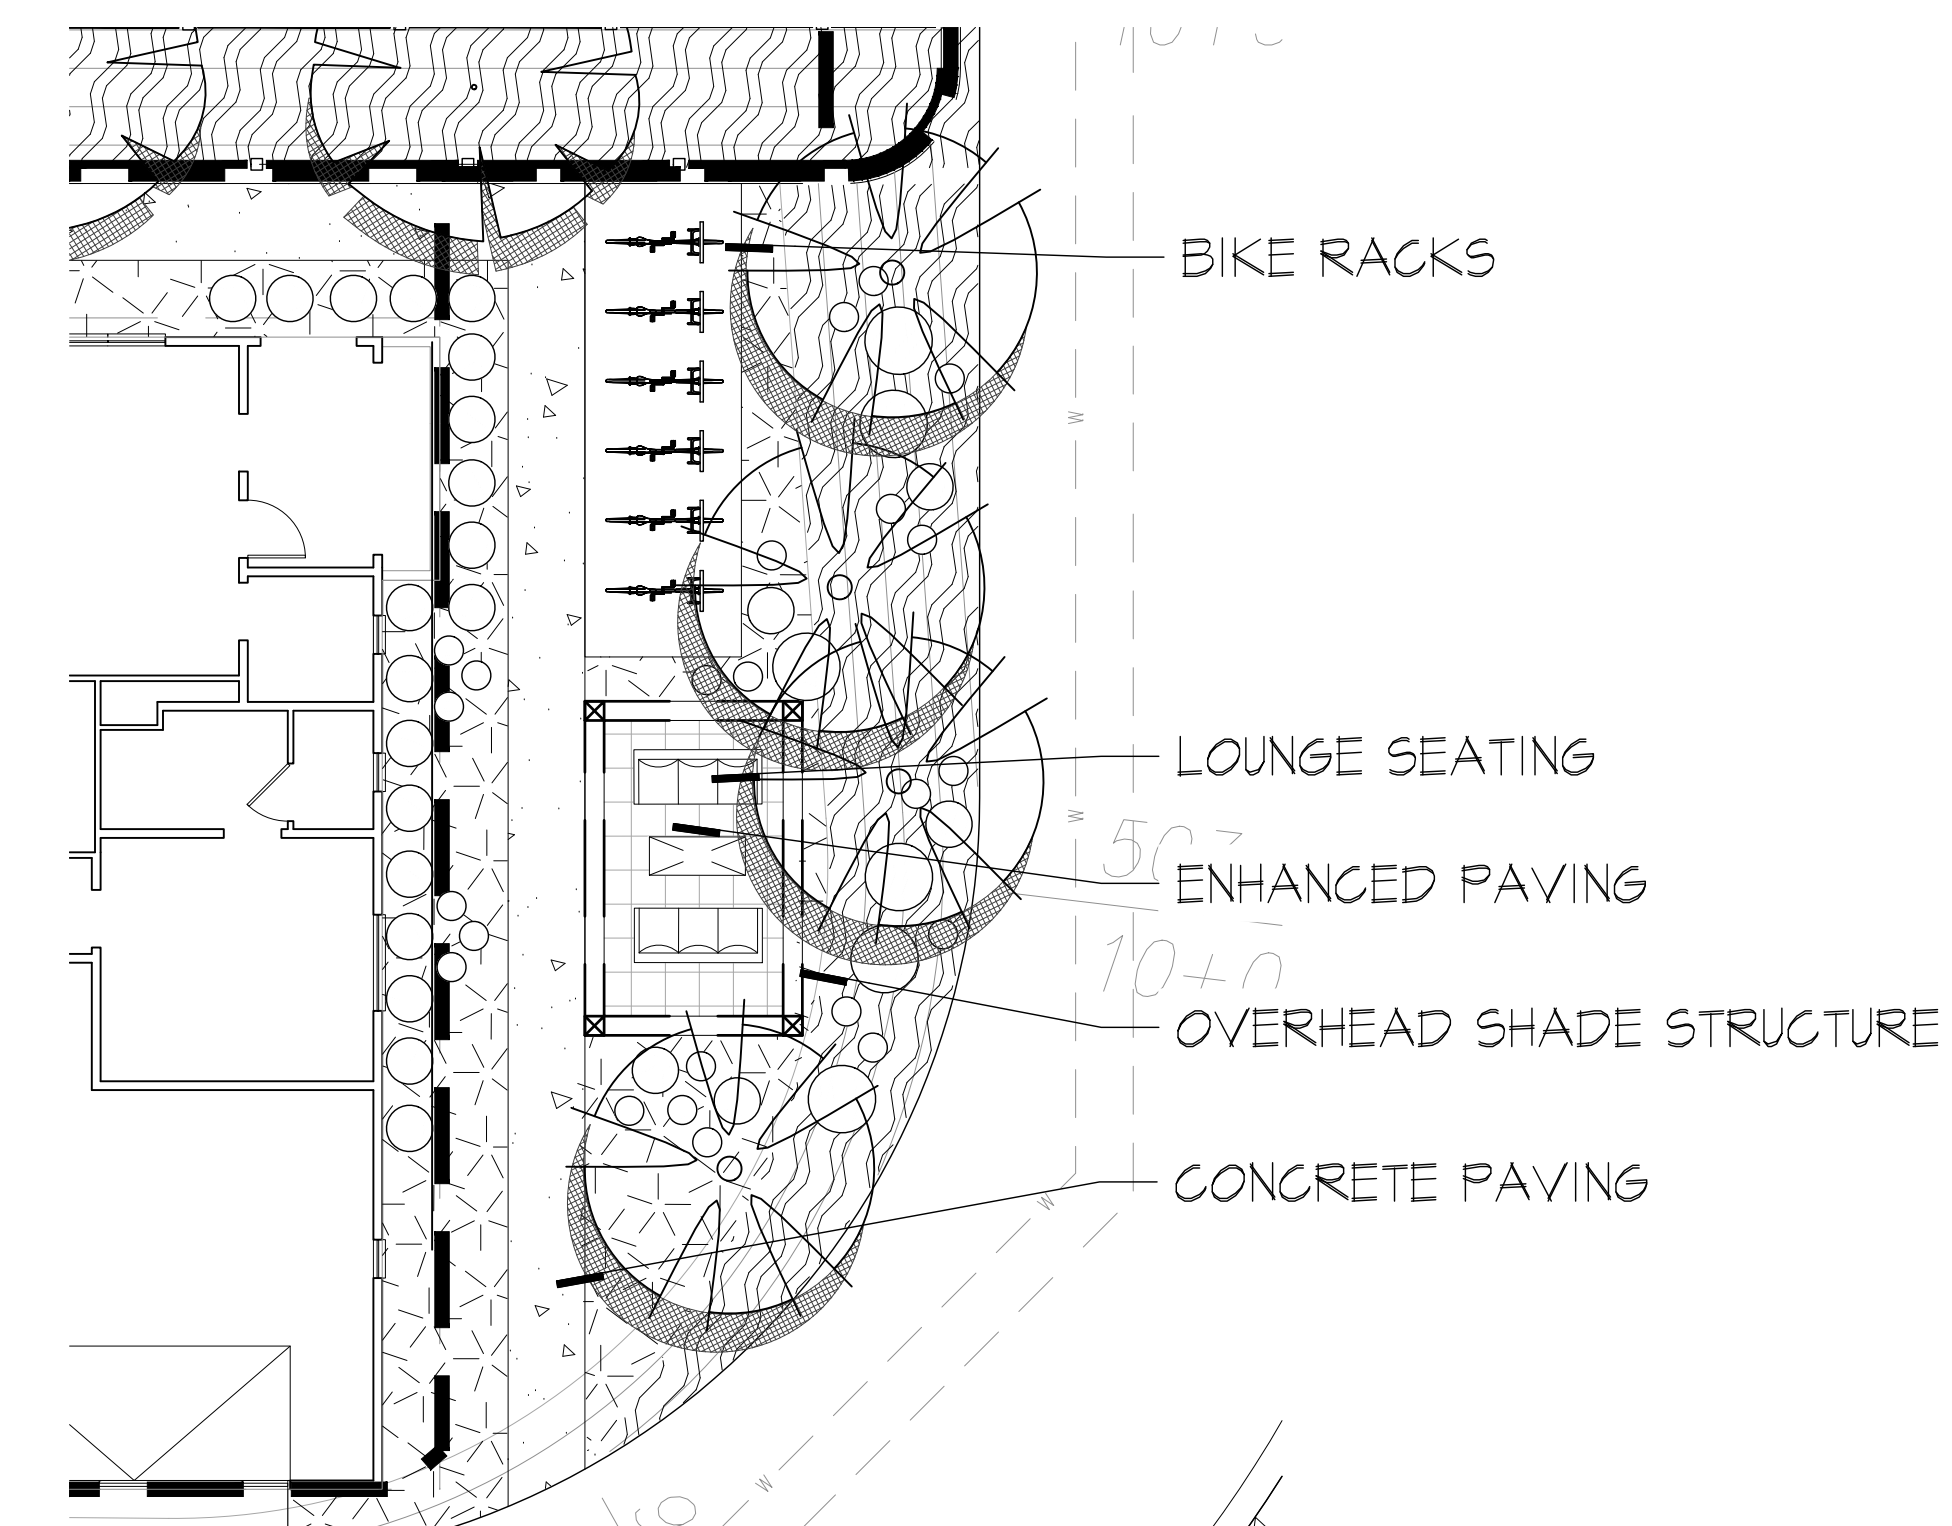 BIKE RACKS
W
LOUNGE SEATING
W
ENHANCED PAVING
OVERHEAD SHADE STRUCTURE
CONCRETE PAVING
W
W